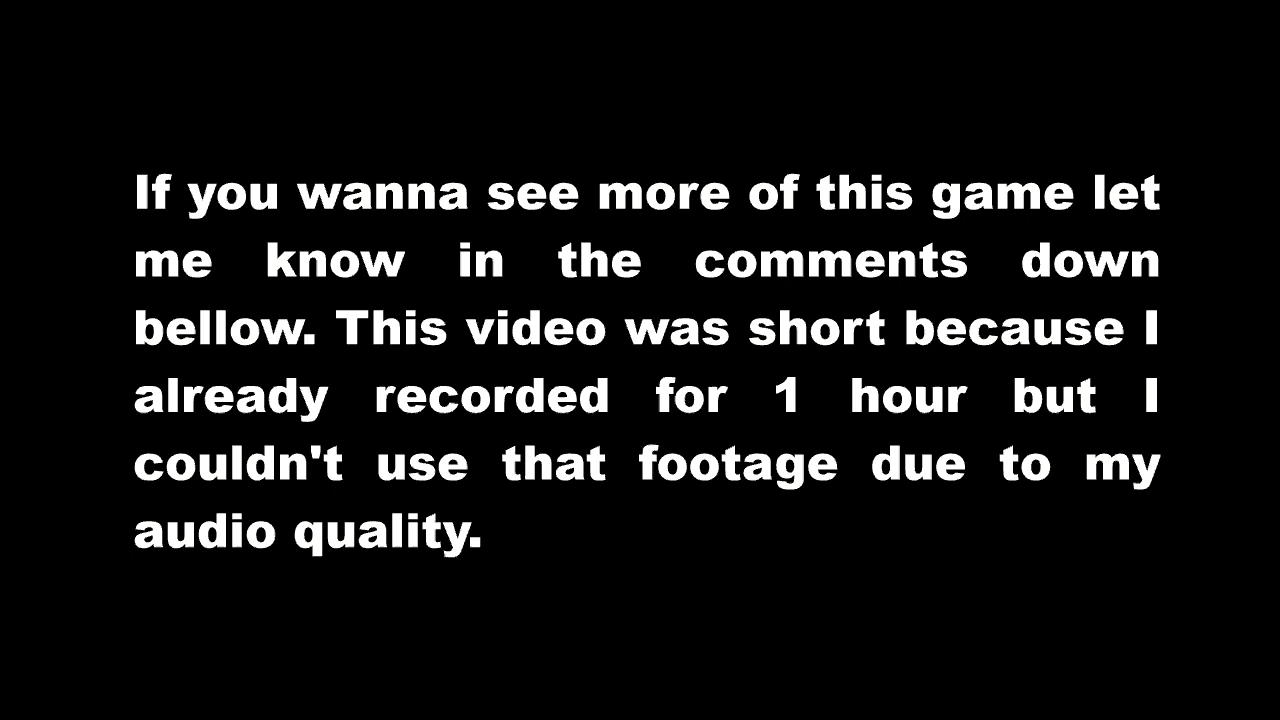 If you wanna see more of this game let
me know in the comments down
bellow. This video was short because I
already recorded for 1 hour but I
couldn't use that footage due to my
audio quality.